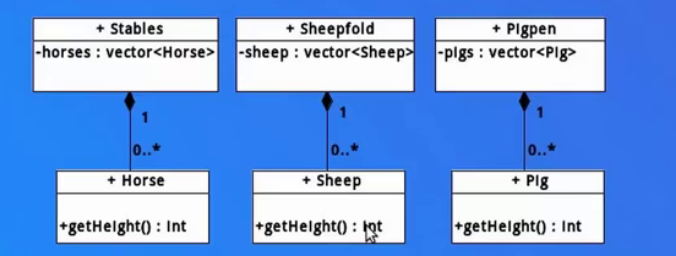 + Stables
-horses : vector<Horse>
1
0..*
+ Horse
+getHeight() : int
+ Sheepfold
-sheep : vector<Sheep>
1
0..*
+ Sheep
+getHeight() : int
+ Pigpen
-pigs : vector<Pig>
1
0..*
+ Pig
+getHeight() : int